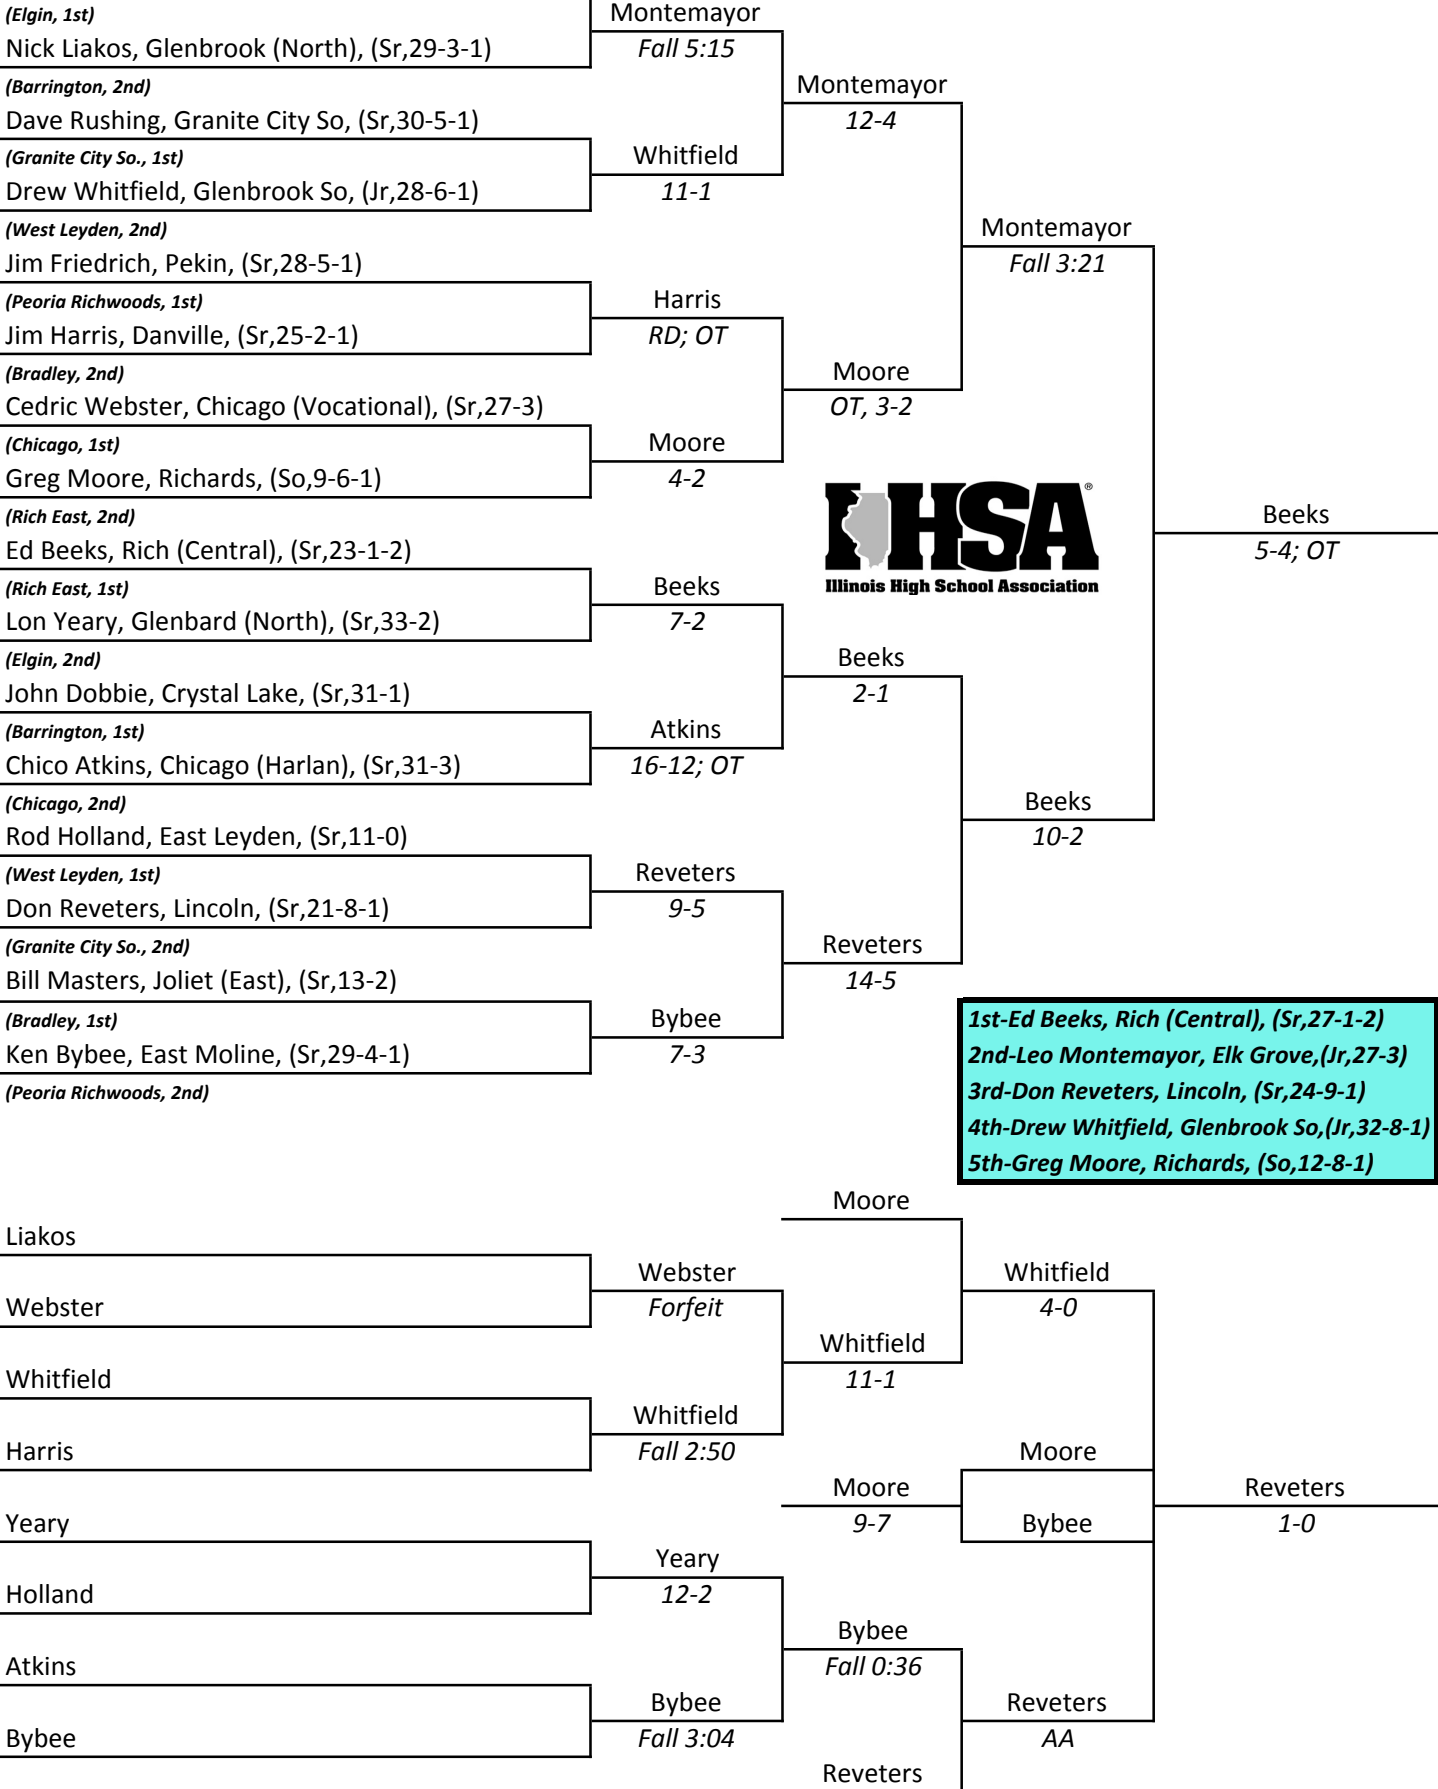 (Elgin, 1st)
Montemayor
Nick Liakos, Glenbrook (North), (Sr,29-3-1)
Fall 5:15
(Barrington, 2nd)
Montemayor
Dave Rushing, Granite City So, (Sr,30-5-1)
12-4
(Granite City So., 1st)
Whitfield
Drew Whitfield, Glenbrook So, (Jr,28-6-1)
11-1
(West Leyden, 2nd)
Montemayor
Jim Friedrich, Pekin, (Sr,28-5-1)
Fall 3:21
(Peoria Richwoods, 1st)
Harris
Jim Harris, Danville, (Sr,25-2-1)
RD; OT
(Bradley, 2nd)
Moore
Cedric Webster, Chicago (Vocational), (Sr,27-3)
OT, 3-2
(Chicago, 1st)
Moore
Greg Moore, Richards, (So,9-6-1)
4-2
IHSA®
Illinois High School Association
(Rich East, 2nd)
Beeks
Ed Beeks, Rich (Central), (Sr,23-1-2)
5-4; OT
(Rich East, 1st)
Beeks
Lon Yeary, Glenbard (North), (Sr,33-2)
7-2
(Elgin, 2nd)
Beeks
John Dobbie, Crystal Lake, (Sr,31-1)
2-1
(Barrington, 1st)
Atkins
Chico Atkins, Chicago (Harlan), (Sr,31-3)
16-12; OT
(Chicago, 2nd)
Beeks
Rod Holland, East Leyden, (Sr,11-0)
10-2
(West Leyden, 1st)
Reveters
Don Reveters, Lincoln, (Sr,21-8-1)
9-5
(Granite City So., 2nd)
Reveters
Bill Masters, Joliet (East), (Sr,13-2)
14-5
(Bradley, 1st)
Bybee
Ken Bybee, East Moline, (Sr,29-4-1)
7-3
(Peoria Richwoods, 2nd)
1st-Ed Beeks, Rich (Central), (Sr,27-1-2)
2nd-Leo Montemayor, Elk Grove,(Jr,27-3)
3rd-Don Reveters, Lincoln, (Sr,24-9-1)
4th-Drew Whitfield, Glenbrook So,(Jr,32-8-1)
5th-Greg Moore, Richards, (So,12-8-1)
Moore
Liakos
Webster
Whitfield
Webster
Forfeit
4-0
Whitfield
Whitfield
11-1
Whitfield
Harris
Fall 2:50
Moore
Moore
Reveters
Yeary
9-7
Bybee
1-0
Yeary
Holland
12-2
Bybee
Atkins
Fall 0:36
Bybee
Reveters
Bybee
Fall 3:04
AA
Reveters